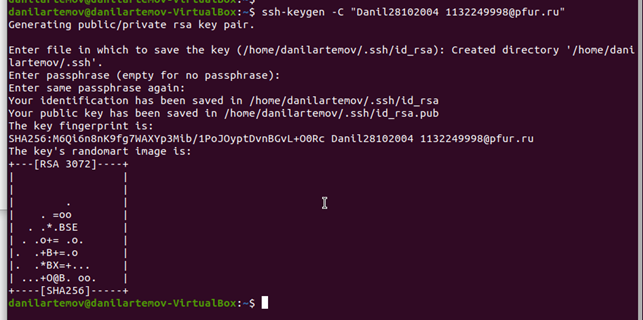 danilartemov@danilartemov-VirtualBox:~$ ssh-keygen -C "Danil28102004 1132249998@pfur.ru"
Generating public/private rsa key pair.

Enter file in which to save the key (/home/danilartemov/.ssh/id_rsa): Created directory '/home/dani
lartemov/.ssh'.
Enter passphrase (empty for no passphrase):
Enter same passphrase again:
Your identification has been saved in /home/danilartemov/.ssh/id_rsa
Your public key has been saved in /home/danilartemov/.ssh/id_rsa.pub
The key fingerprint is:
SHA256:M6Qi6n8nK9fg7WAXYp3Mib/1PoJOyptDvnBGvL+O0Rc Danil28102004 1132249998@pfur.ru
The key's randomart image is:
+---[RSA 3072]----+
|                 |
|                 |
|        .        |
|    . =oo        |
|  . .*.BSE       |
| . .o+= .o.      |
|.  .+B+=.o       |
|.  .*BX=+...     |
| ...+O@B. oo.    |
+----[SHA256]-----+
danilartemov@danilartemov-VirtualBox:~$